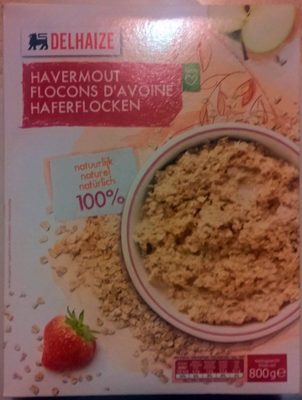 DELHAIZE
HAVERMOUT
FLOCONS D'AVOINE
HAFERFLOCKEN
natuurlijk
naturel
natürlich
100%
800g e